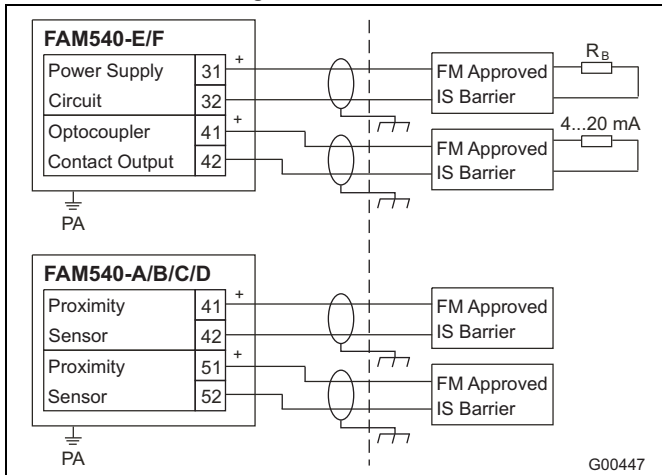 FAM540-E/F
Power Supply 31 +
Circuit 32
Optocoupler 41 +
Contact Output 42
PA
FM Approved
IS Barrier
RB
FM Approved
IS Barrier
4...20 mA
FAM540-A/B/C/D
Proximity 41 +
Sensor 42
Proximity 51 +
Sensor 52
PA
FM Approved
IS Barrier
FM Approved
IS Barrier
G00447